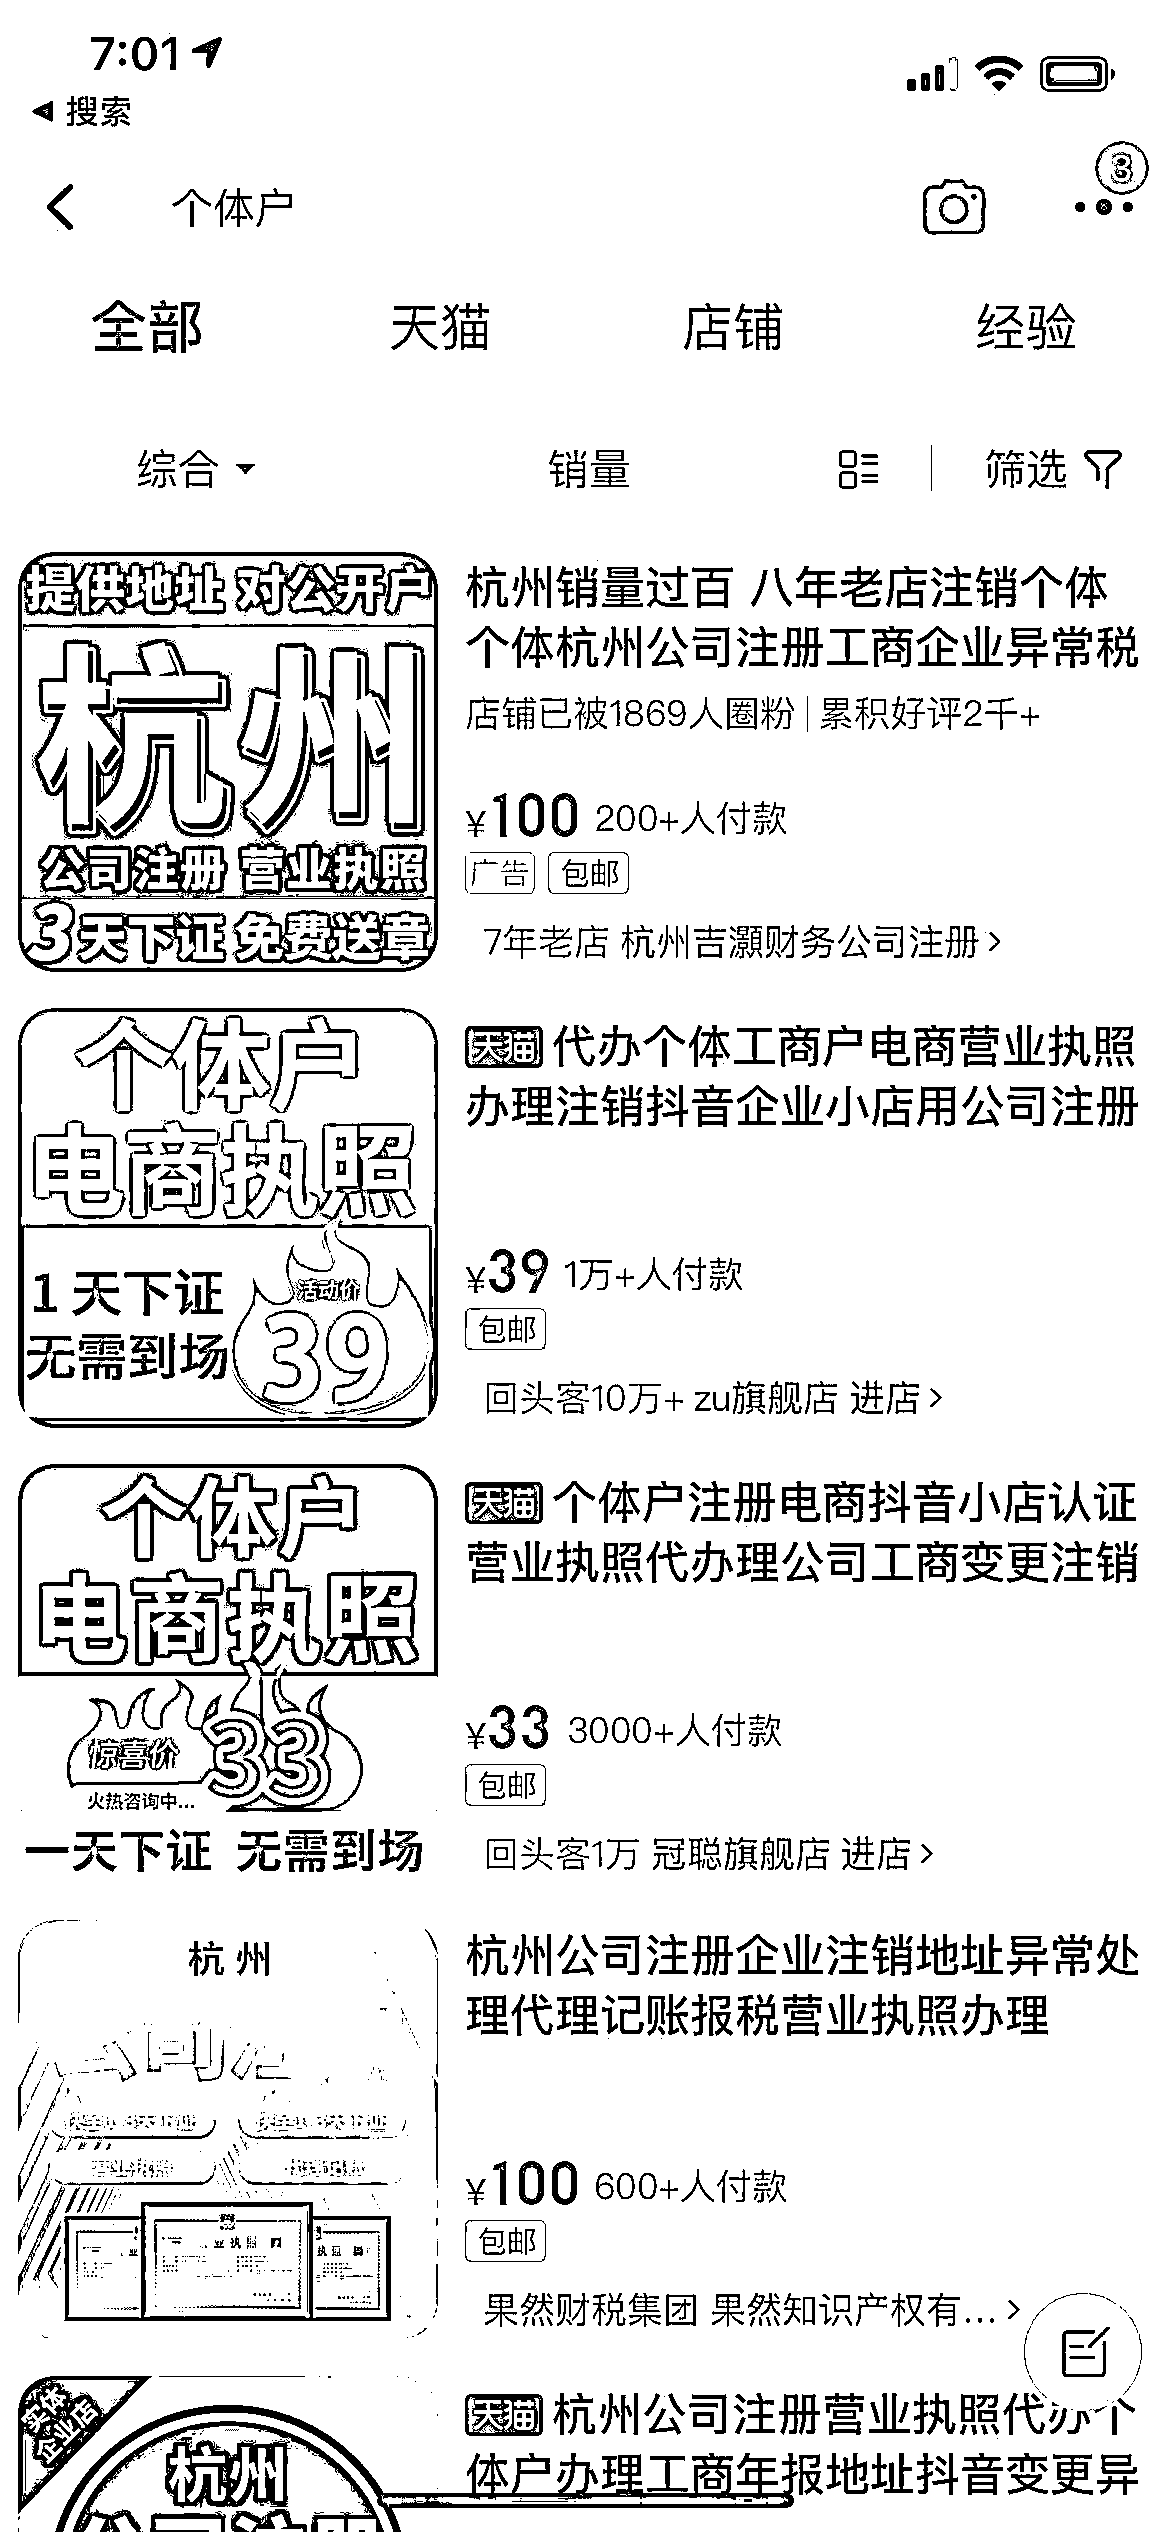 7:01
搜索
3
个体户
全部
天猫
店铺
经验
综合
销量
筛选
提供地址 对公开户
杭州
公司注册 营业执照
3天下证 免费送章
杭州销量过百 八年老店注销个体
个体杭州公司注册工商企业异常税
店铺已被1869人圈粉 | 累积好评2千+
¥100 200+人付款
广告 包邮
7年老店 杭州吉灏财务公司注册
个体户
电商执照
1天下证
无需到场
活动价
39
天猫 代办个体工商户电商营业执照
办理注销抖音企业小店用公司注册
¥39 1万+人付款
包邮
回头客10万+ zu旗舰店 进店
个体户
电商执照
惊喜价
33
火热咨询中...
一天下证 无需到场
天猫 个体户注册电商抖音小店认证
营业执照代办理公司工商变更注销
¥33 3000+人付款
包邮
回头客1万 冠聪旗舰店 进店
杭州
杭州公司注册企业注销地址异常处
理代理记账报税营业执照办理
¥100 600+人付款
包邮
果然财税集团 果然知识产权有...
实体
企业店
杭州
公司注册
天猫 杭州公司注册营业执照代办个
体户办理工商年报地址抖音变更异